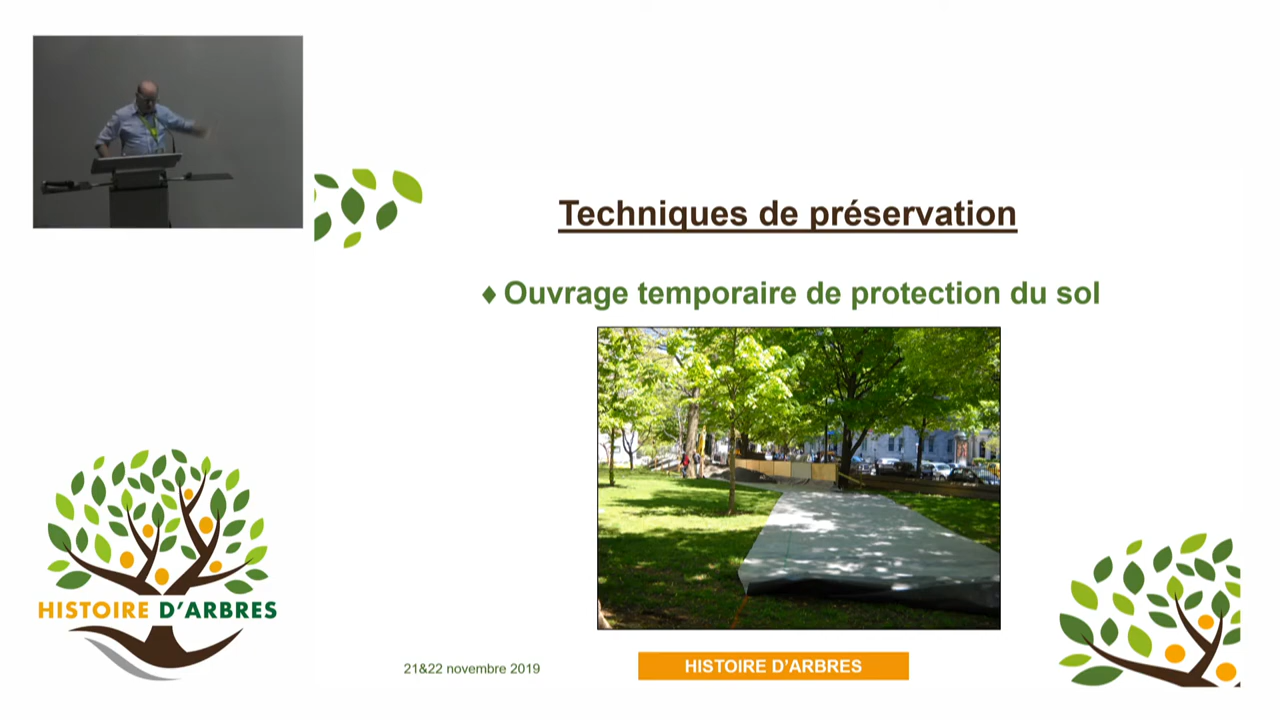 Techniques de préservation
♦ Ouvrage temporaire de protection du sol
HISTOIRE D'ARBRES
21&22 novembre 2019
HISTOIRE D'ARBRES